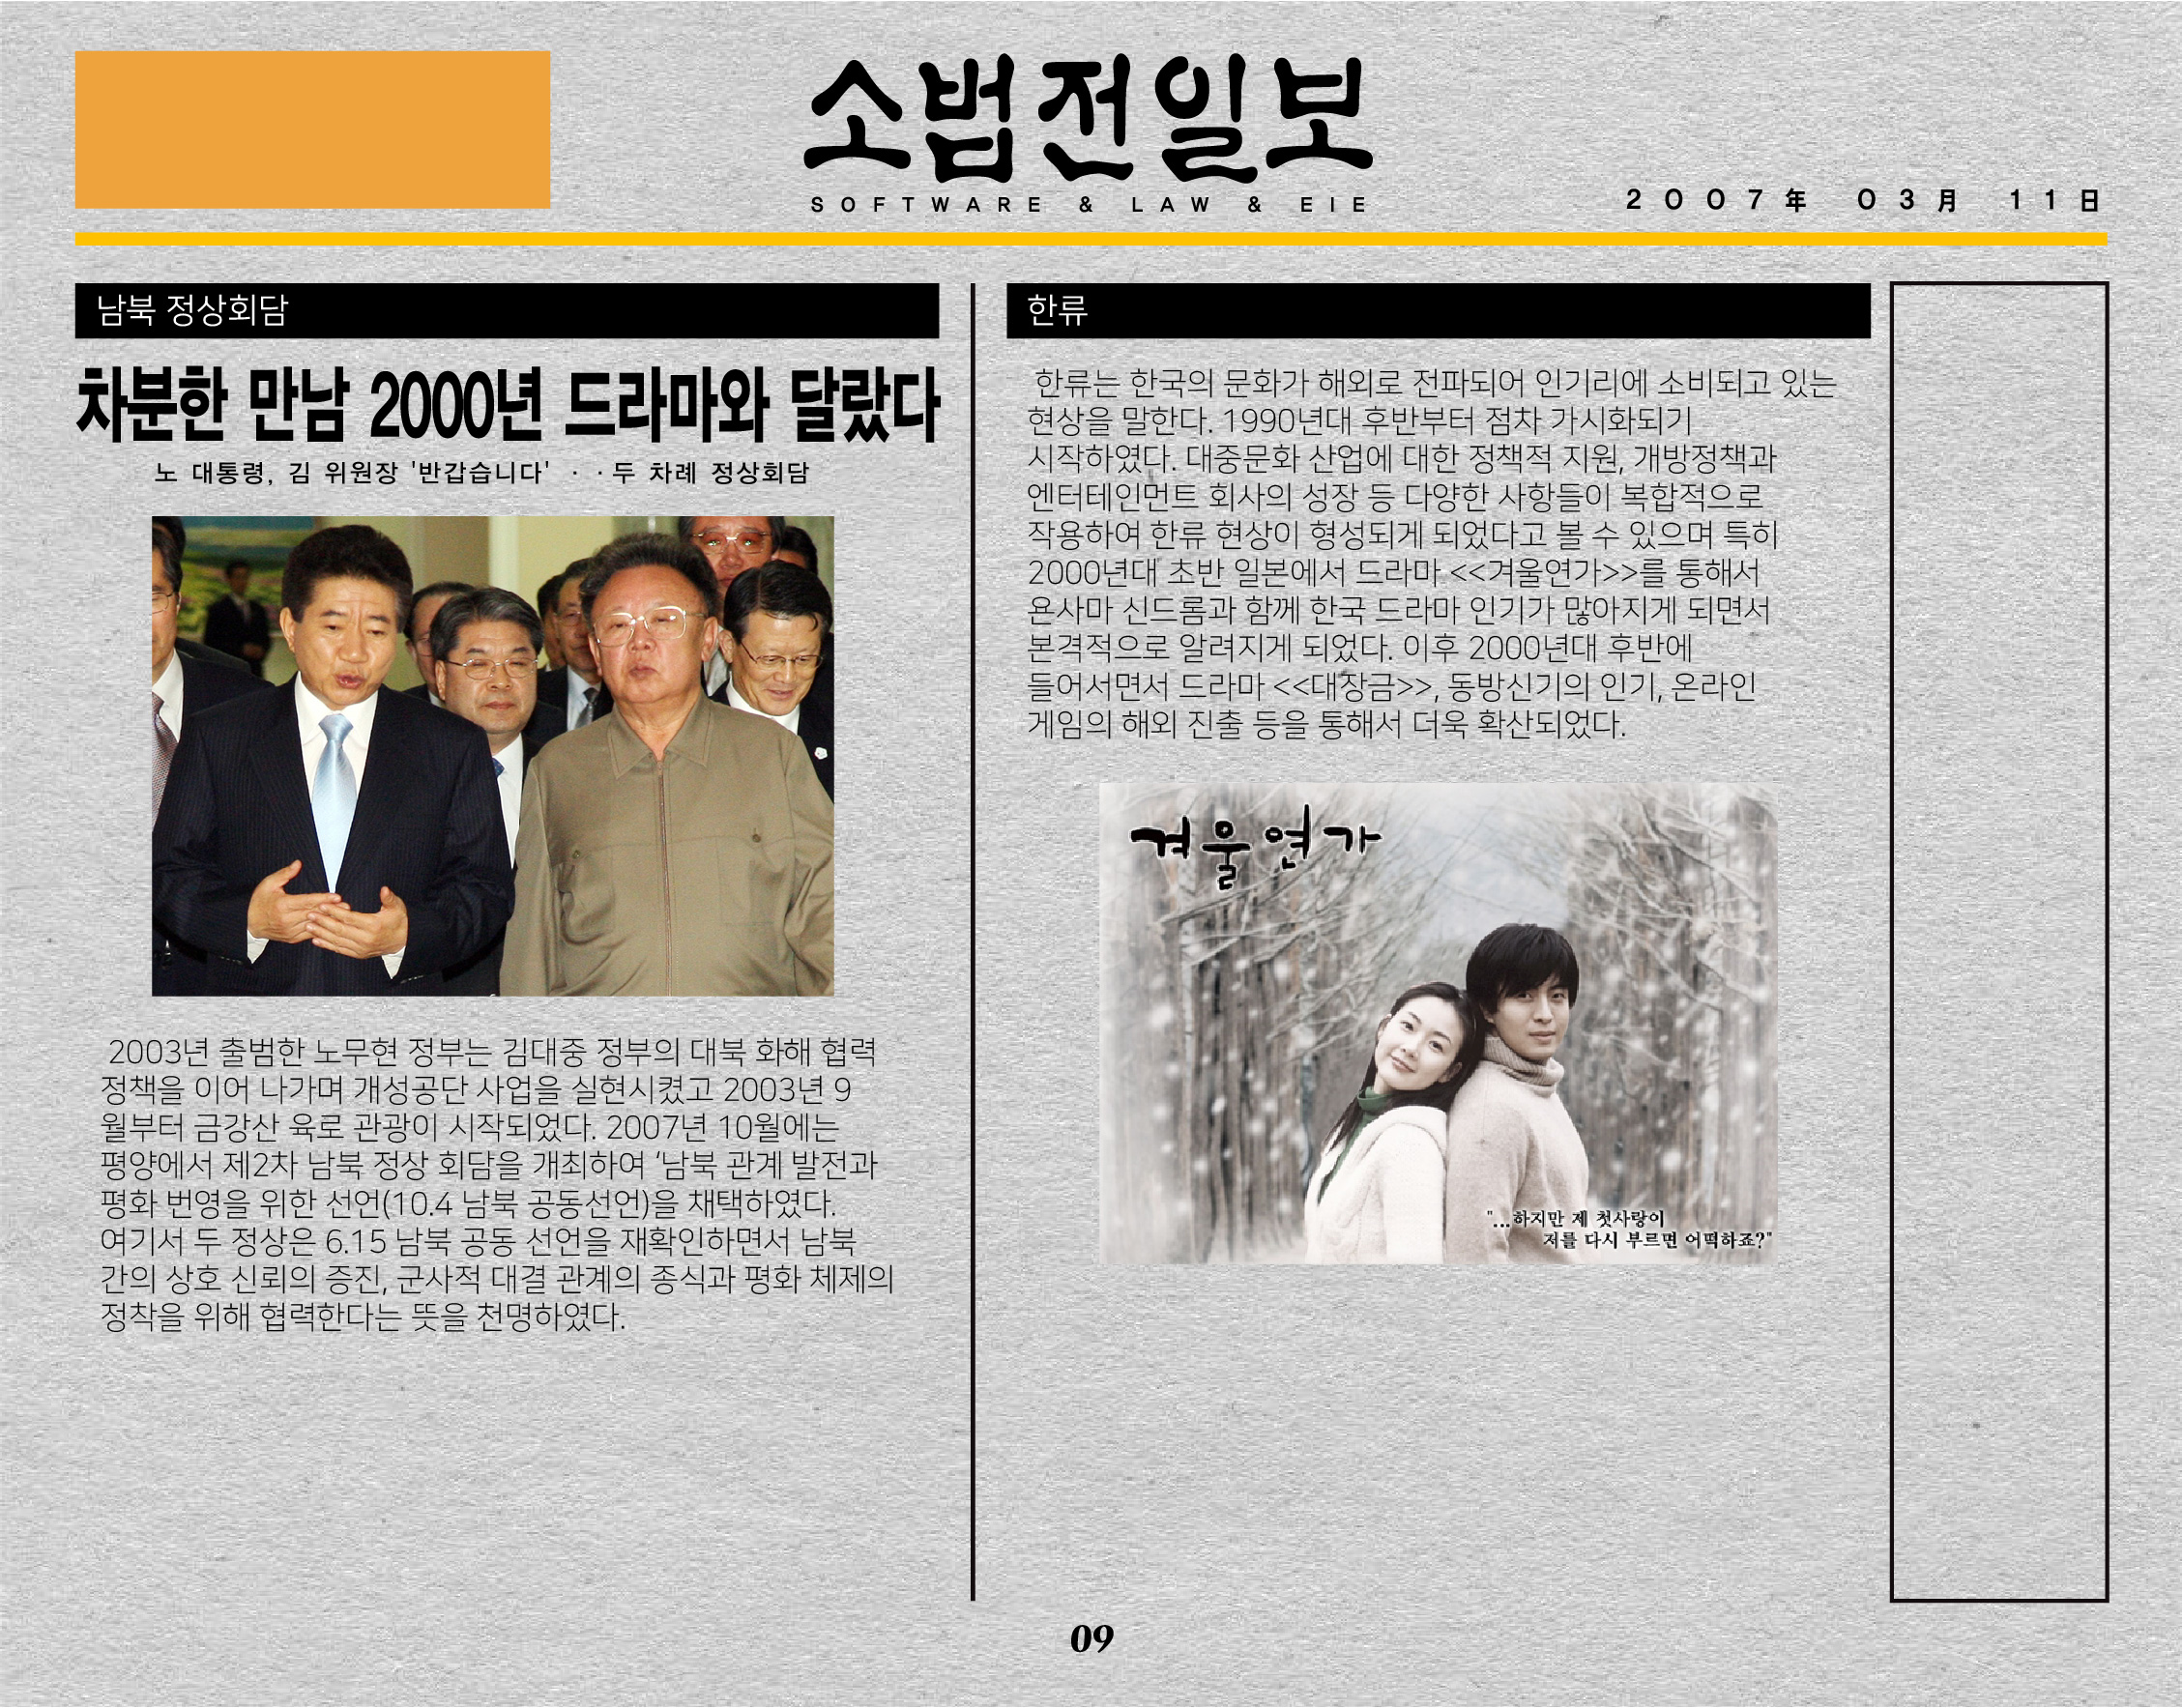 소법전일보
SOFTWARE & LAW & EIE
2007年 03月 11日
남북 정상회담
차분한 만남 2000년 드라마와 달랐다
노 대통령, 김 위원장 '반갑습니다' · · 두 차례 정상회담
2003년 출범한 노무현 정부는 김대중 정부의 대북 화해 협력
정책을 이어 나가며 개성공단 사업을 실현시켰고 2003년 9
월부터 금강산 육로 관광이 시작되었다. 2007년 10월에는
평양에서 제2차 남북 정상 회담을 개최하여 ‘남북 관계 발전과
평화 번영을 위한 선언(10.4 남북 공동선언)을 채택하였다.
여기서 두 정상은 6.15 남북 공동 선언을 재확인하면서 남북
간의 상호 신뢰의 증진, 군사적 대결 관계의 종식과 평화 체제의
정착을 위해 협력한다는 뜻을 천명하였다.
한류
한류는 한국의 문화가 해외로 전파되어 인기리에 소비되고 있는
현상을 말한다. 1990년대 후반부터 점차 가시화되기
시작하였다. 대중문화 산업에 대한 정책적 지원, 개방정책과
엔터테인먼트 회사의 성장 등 다양한 사항들이 복합적으로
작용하여 한류 현상이 형성되게 되었다고 볼 수 있으며 특히
2000년대 초반 일본에서 드라마 <<겨울연가>>를 통해서
욘사마 신드롬과 함께 한국 드라마 인기가 많아지게 되면서
본격적으로 알려지게 되었다. 이후 2000년대 후반에
들어서면서 드라마 <<대장금>>, 동방신기의 인기, 온라인
게임의 해외 진출 등을 통해서 더욱 확산되었다.
겨울연가
"...하지만 제 첫사랑이
저를 다시 부르면 어떡하죠?"
09